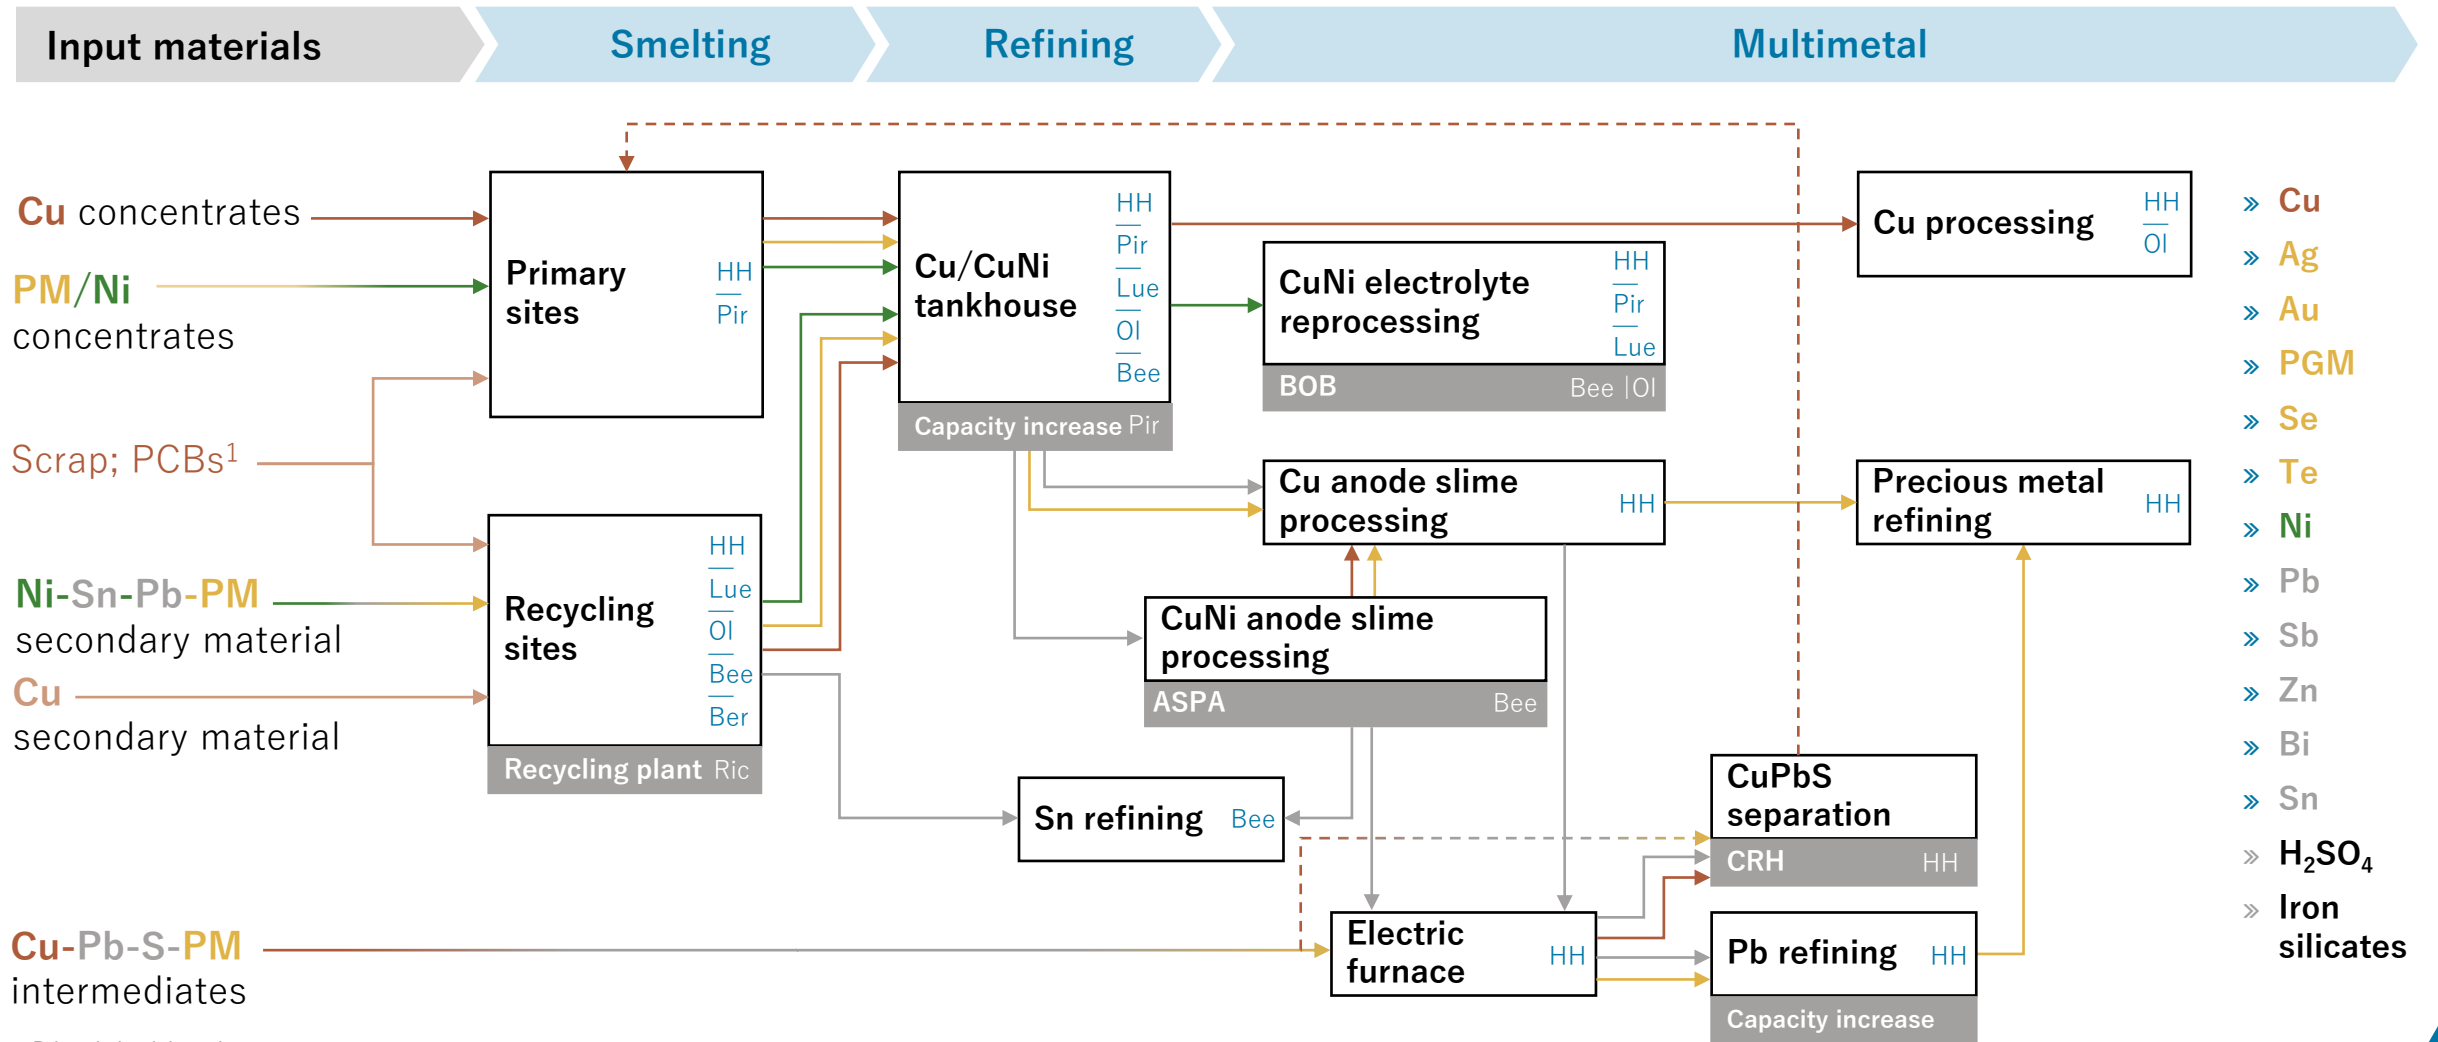 Input materials
Smelting
Refining
Multimetal
Cu concentrates
PM/Ni
concentrates
Scrap; PCBs1
Ni-Sn-Pb-PM
secondary material
Cu
secondary material
Cu-Pb-S-PM
intermediates
Primary
sites
HH
Pir
Recycling
sites
HH
Lue
Ol
Bee
Ber
Recycling plant Ric
Cu/CuNi
tankhouse
HH
Pir
Lue
Ol
Bee
Capacity increase Pir
CuNi electrolyte
reprocessing
HH
Pir
Lue
BOB Bee |Ol
Cu anode slime
processing
HH
CuNi anode slime
processing
ASPA Bee
Sn refining Bee
Electric
furnace
HH
Cu processing
HH
Ol
Precious metal
refining
HH
CuPbS
separation
CRH HH
Pb refining HH
Capacity increase
» Cu
» Ag
» Au
» PGM
» Se
» Te
» Ni
» Pb
» Sb
» Zn
» Bi
» Sn
» H2SO4
» Iron
silicates